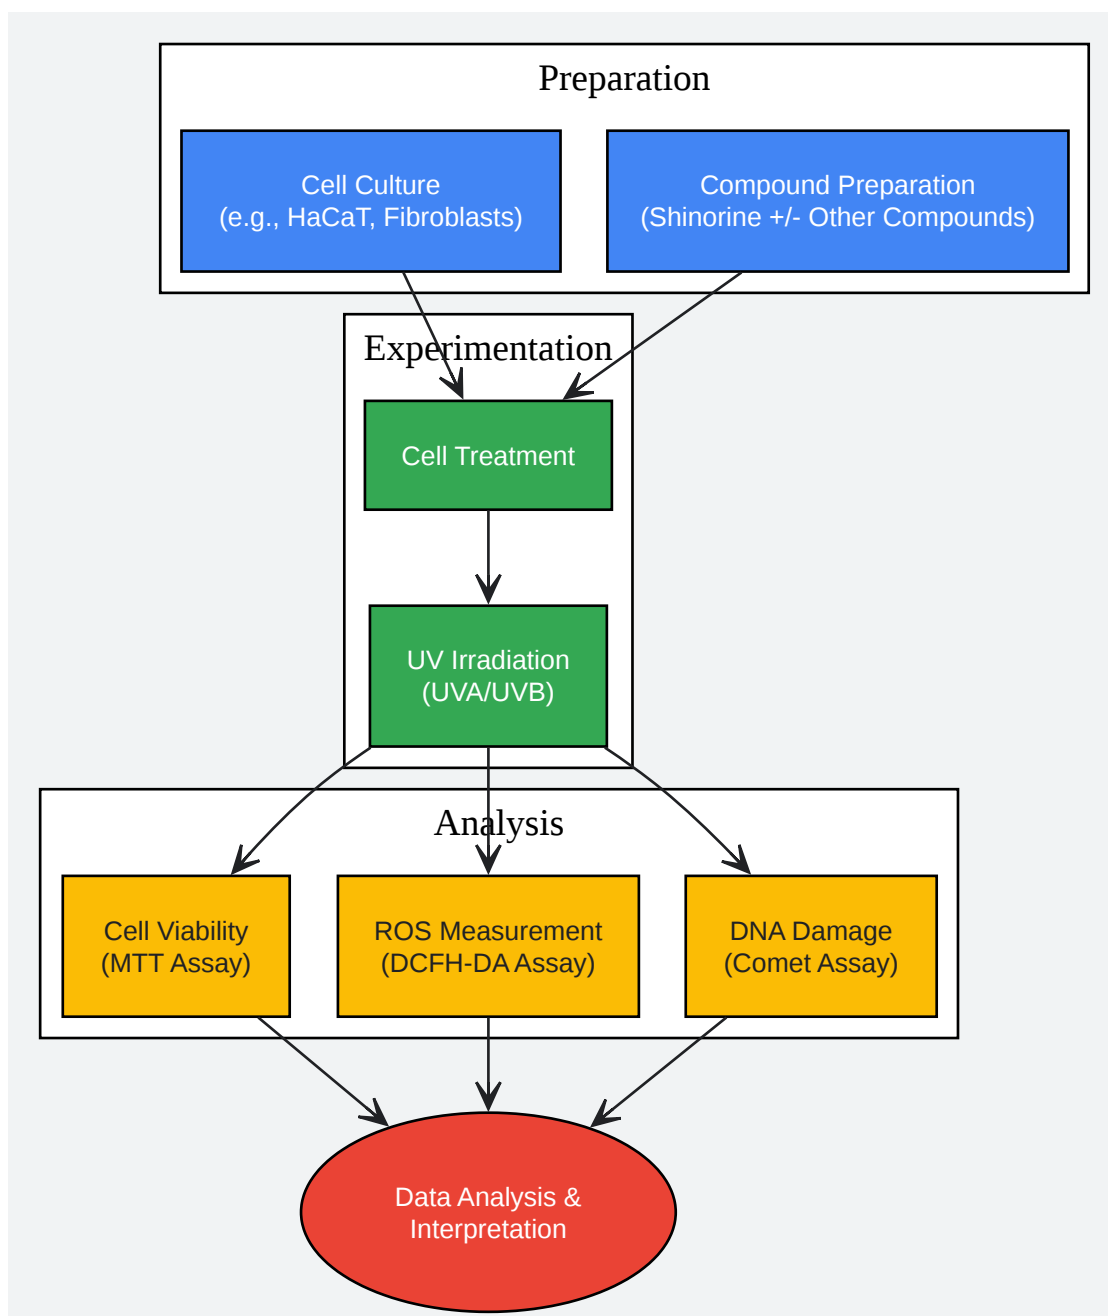 Preparation
Cell Culture
(e.g., HaCaT, Fibroblasts)
Compound Preparation
(Shinorine +/- Other Compounds)
Experimentation
Cell Treatment
UV Irradiation
(UVA/UVB)
Analysis
Cell Viability
(MTT Assay)
ROS Measurement
(DCFH-DA Assay)
DNA Damage
(Comet Assay)
Data Analysis &
Interpretation